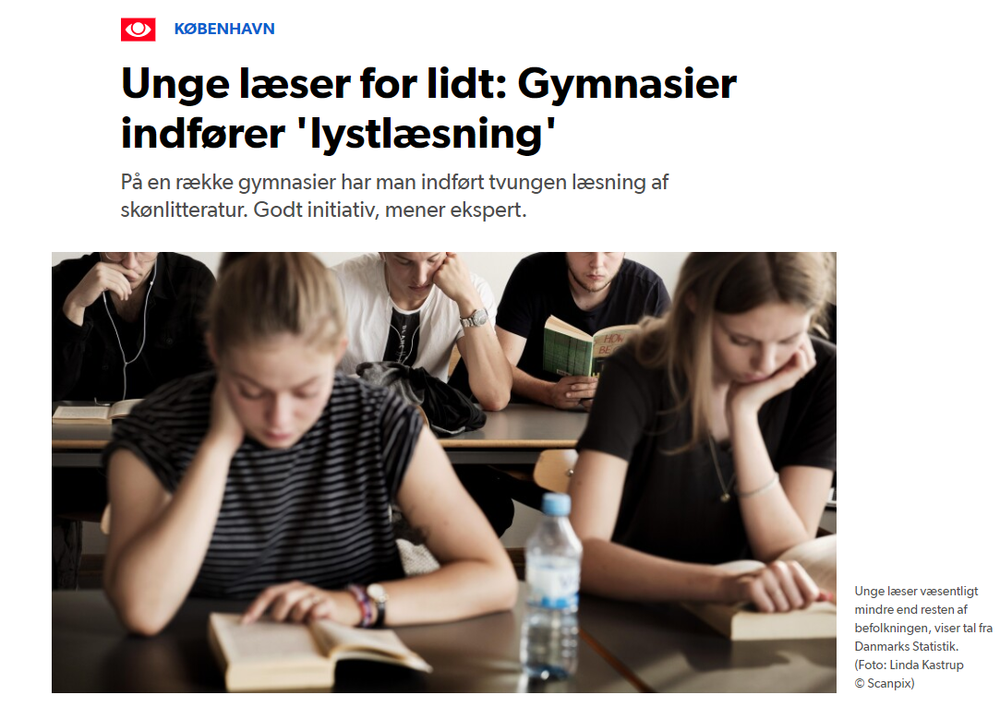 KØBENHAVN
Unge læser for lidt: Gymnasier
indfører 'lystlæsning'
På en række gymnasier har man indført tvungen læsning af
skønlitteratur. Godt initiativ, mener ekspert.
Unge læser væsentligt
mindre end resten af
befolkningen, viser tal fra
Danmarks Statistik.
(Foto: Linda Kastrup
© Scanpix)